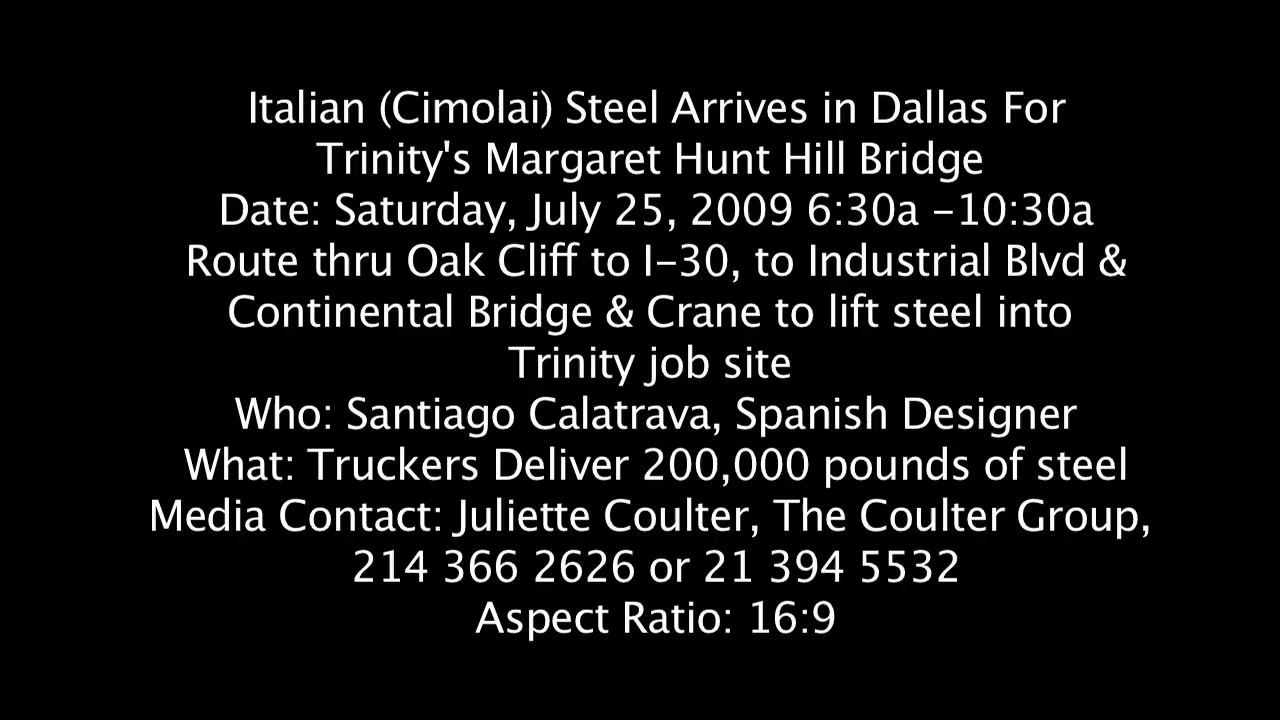 Italian (Cimolai) Steel Arrives in Dallas For
Trinity's Margaret Hunt Hill Bridge
Date: Saturday, July 25, 2009 6:30a -10:30a
Route thru Oak Cliff to I-30, to Industrial Blvd &
Continental Bridge & Crane to lift steel into
Trinity job site
Who: Santiago Calatrava, Spanish Designer
What: Truckers Deliver 200,000 pounds of steel
Media Contact: Juliette Coulter, The Coulter Group,
214 366 2626 or 21 394 5532
Aspect Ratio: 16:9